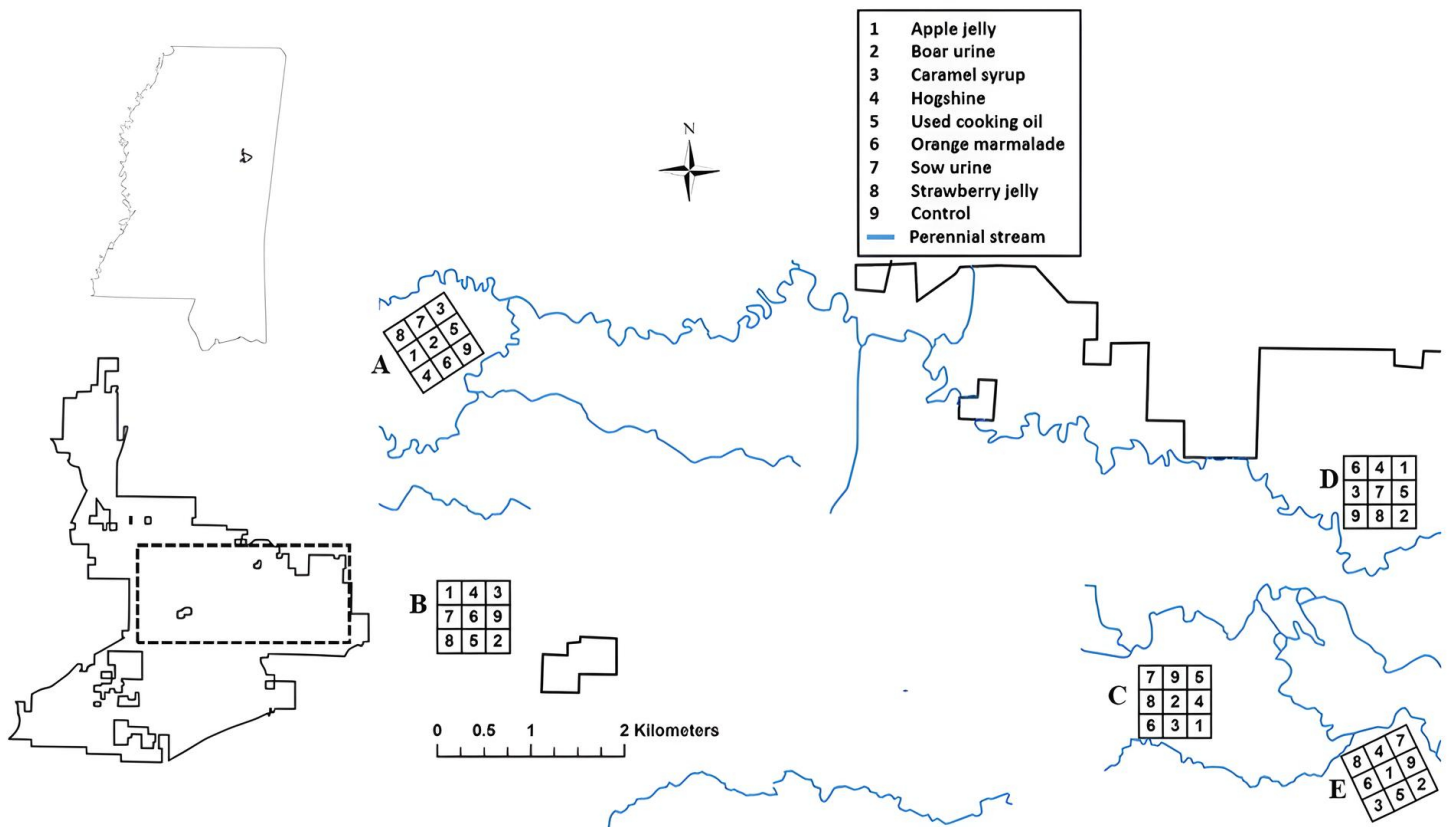 1 Apple jelly
2 Boar urine
3 Caramel syrup
4 Hogshine
5 Used cooking oil
6 Orange marmalade
7 Sow urine
8 Strawberry jelly
9 Control
Perennial stream
N
A
8 7 3
1 2 5
4 6 9
D
6 4 1
3 7 5
9 8 2
B
1 4 3
7 6 9
8 5 2
C
7 9 5
8 2 4
6 3 1
0 0.5 1 2 Kilometers
E
8 4 7
6 1 9
3 5 2